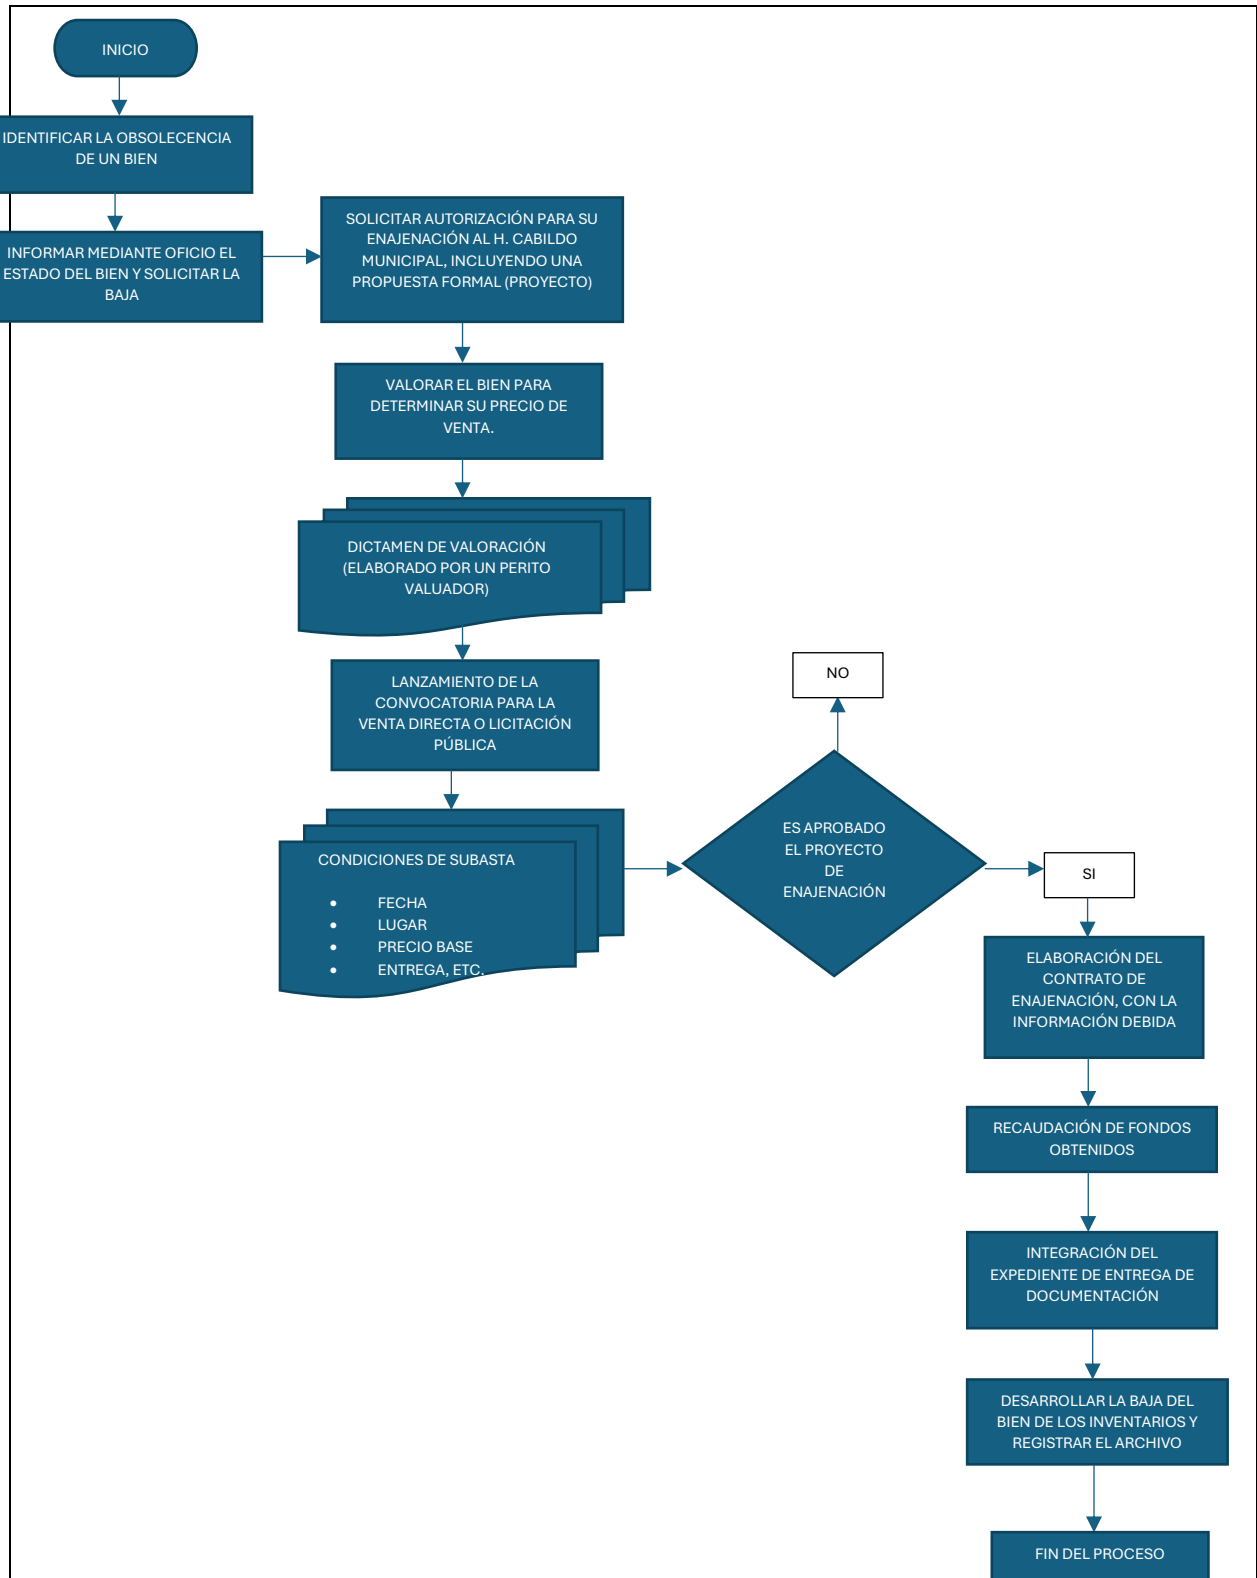 INICIO
IDENTIFICAR LA OBSOLECENCIA
DE UN BIEN
INFORMAR MEDIANTE OFICIO EL
ESTADO DEL BIEN Y SOLICITAR LA
BAJA
SOLICITAR AUTORIZACIÓN PARA SU
ENAJENACIÓN AL H. CABILDO
MUNICIPAL, INCLUYENDO UNA
PROPUESTA FORMAL (PROYECTO)
VALORAR EL BIEN PARA
DETERMINAR SU PRECIO DE
VENTA.
DICTAMEN DE VALORACIÓN
(ELABORADO POR UN PERITO
VALUADOR)
LANZAMIENTO DE LA
CONVOCATORIA PARA LA
VENTA DIRECTA O LICITACIÓN
PÚBLICA
CONDICIONES DE SUBASTA
• FECHA
• LUGAR
• PRECIO BASE
• ENTREGA, ETC.
ES APROBADO
EL PROYECTO
DE
ENAJENACIÓN
NO
SI
ELABORACIÓN DEL
CONTRATO DE
ENAJENACIÓN, CON LA
INFORMACIÓN DEBIDA
RECAUDACIÓN DE FONDOS
OBTENIDOS
INTEGRACIÓN DEL
EXPEDIENTE DE ENTREGA DE
DOCUMENTACIÓN
DESARROLLAR LA BAJA DEL
BIEN DE LOS INVENTARIOS Y
REGISTRAR EL ARCHIVO
FIN DEL PROCESO